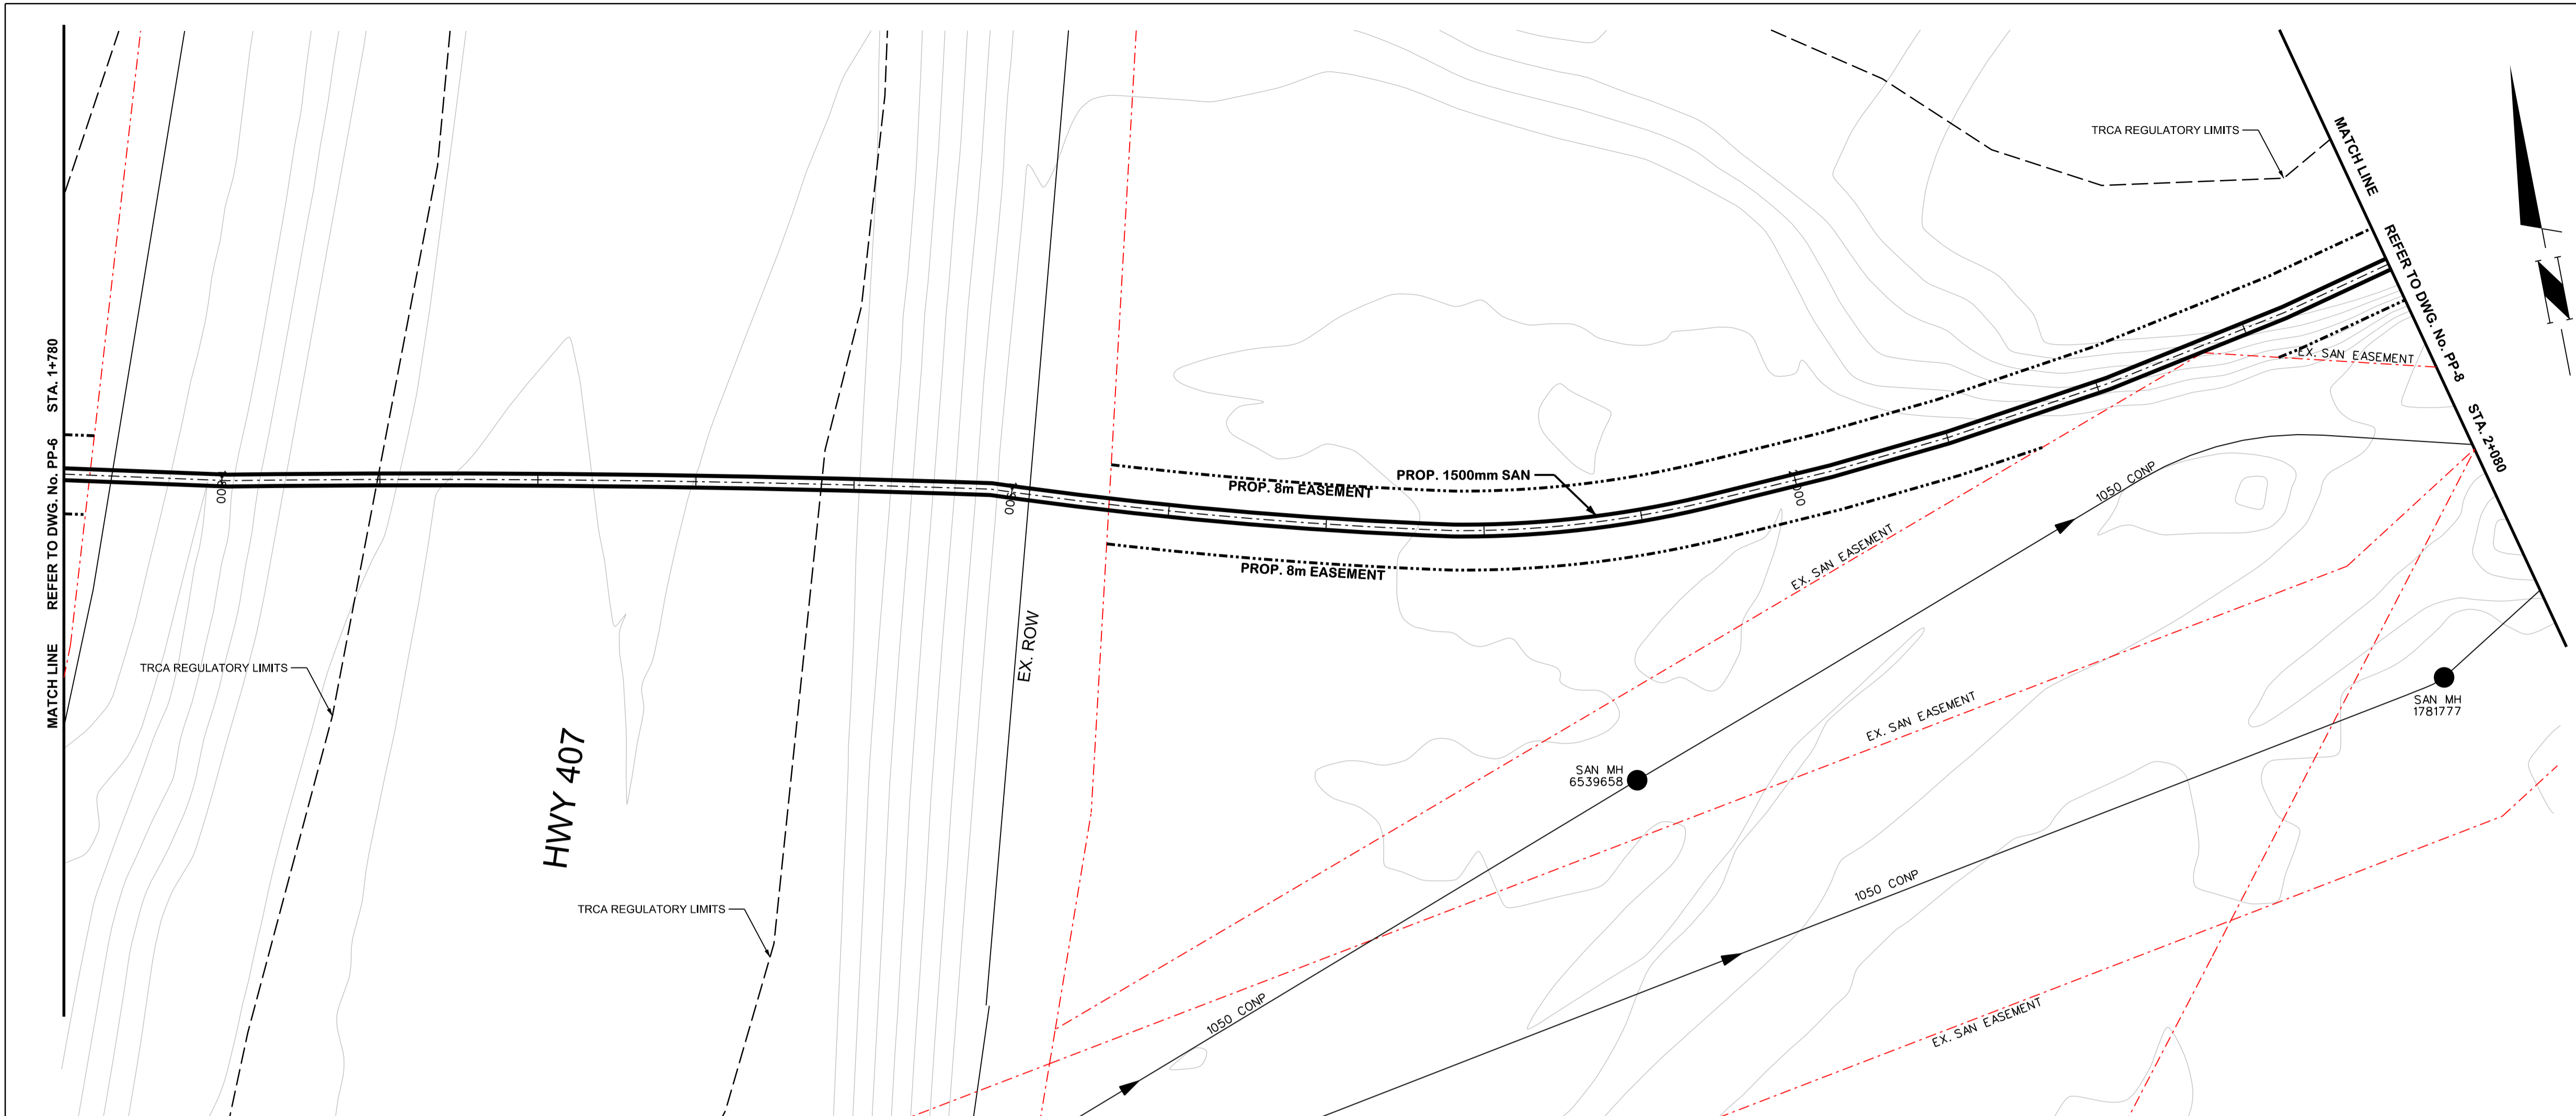 TRCA REGULATORY LIMITS
MATCH LINE REFER TO DWG. No. PP-8 STA. 2+080
MATCH LINE REFER TO DWG. No. PP-6 STA. 1+780
EX. SAN EASEMENT
PROP. 1500mm SAN
PROP. 8m EASEMENT
1050 CONP
PROP. 8m EASEMENT
EX. SAN EASEMENT
EX. ROW
TRCA REGULATORY LIMITS
EX. SAN EASEMENT
SAN MH
1781777
HWY 407
SAN MH
6539658
1050 CONP
TRCA REGULATORY LIMITS
1050 CONP
EX. SAN EASEMENT